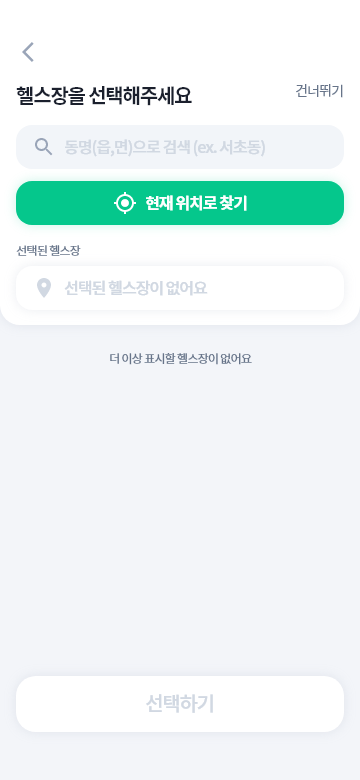 헬스장을 선택해주세요
건너뛰기
동명(읍,면)으로 검색 (ex. 서초동)
현재 위치로 찾기
선택된 헬스장
선택된 헬스장이 없어요
더 이상 표시할 헬스장이 없어요
선택하기